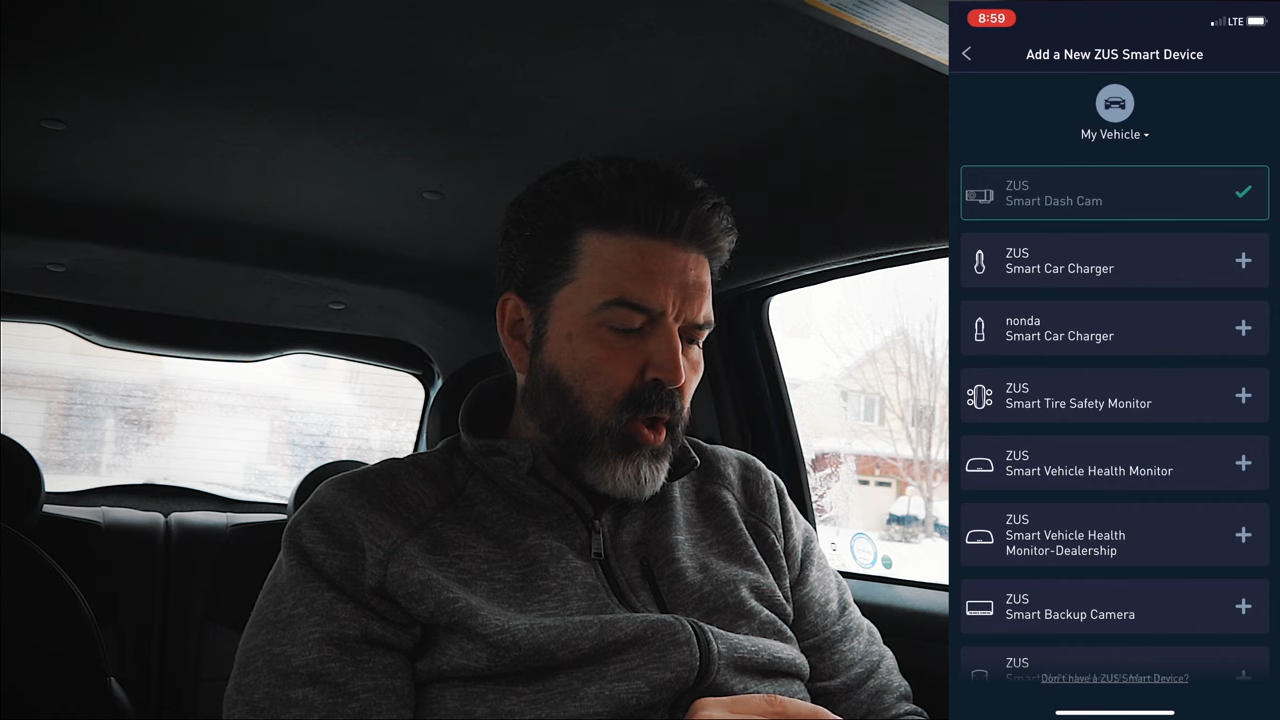 8:59
LTE
Add a New ZUS Smart Device
My Vehicle
ZUS
Smart Dash Cam
ZUS
Smart Car Charger
nonda
Smart Car Charger
ZUS
Smart Tire Safety Monitor
ZUS
Smart Vehicle Health Monitor
ZUS
Smart Vehicle Health
Monitor-Dealership
ZUS
Smart Backup Camera
ZUS
Smart
Don't have a ZUS Smart Device?